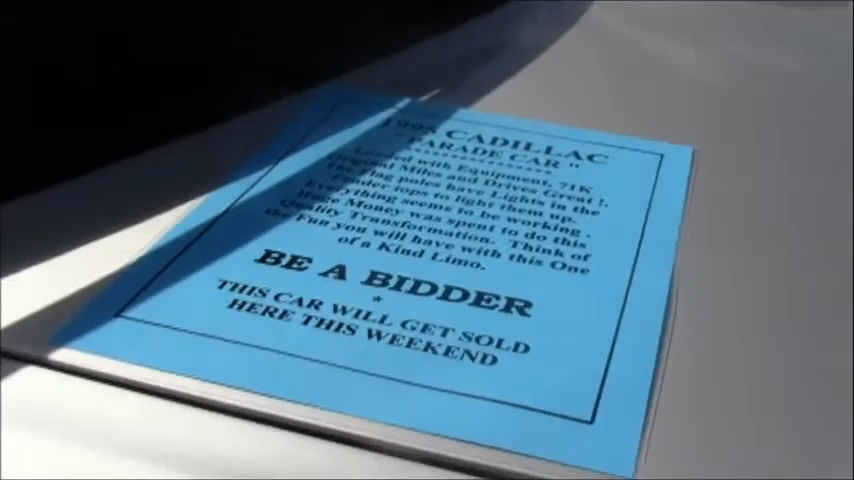 1998 CADILLAC
" PARADE CAR "
Loaded with Equipment, 71K
Original Miles and Drives Great !.
The flag poles have Lights in the
Fender tops to light them up.
Everything seems to be working .
Huge Money was spent to do this
Quality Transformation. Think of
the Fun you will have with this One
of a Kind Limo.
BE A BIDDER
*
THIS CAR WILL GET SOLD
HERE THIS WEEKEND